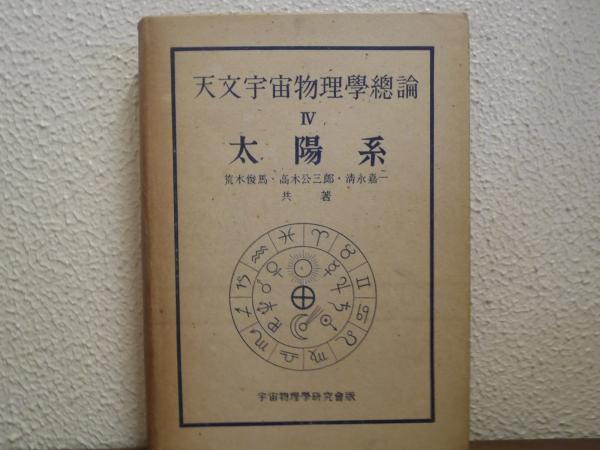 天文宇宙物理學總論
Ⅳ
太陽系
荒木俊馬・高木公三郎・清永嘉一
共著
♓ ♈ ♉ ♊ ♋ ♌ ♍ ♎ ♏ ♐ ♑ ♒
宇宙物理學研究會版